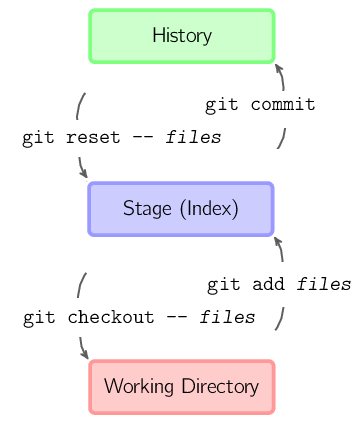 History
git commit
git reset -- files
Stage (Index)
git add files
git checkout -- files
Working Directory